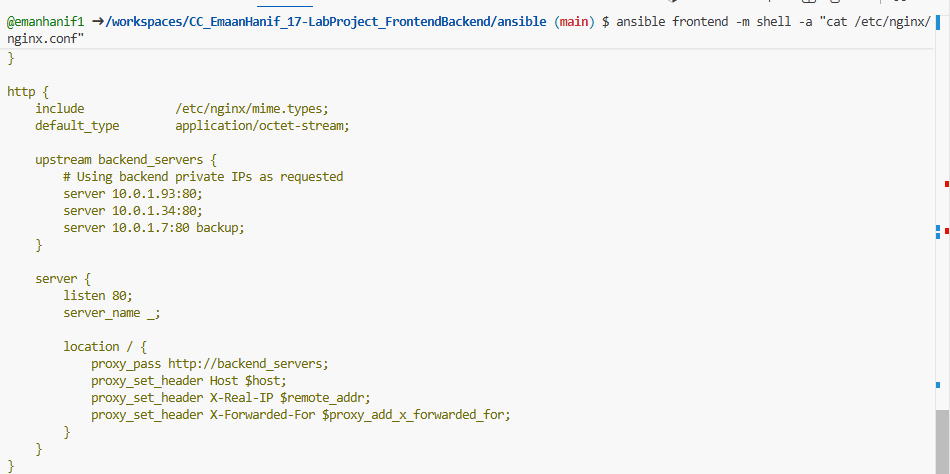 @emanhanif1 ➜/workspaces/CC_EmaanHanif_17-LabProject_FrontendBackend/ansible (main) $ ansible frontend -m shell -a "cat /etc/nginx/
nginx.conf"
}
http {
    include             /etc/nginx/mime.types;
    default_type        application/octet-stream;
    upstream backend_servers {
        # Using backend private IPs as requested
        server 10.0.1.93:80;
        server 10.0.1.34:80;
        server 10.0.1.7:80 backup;
    }
    server {
        listen 80;
        server_name _;
        location / {
            proxy_pass http://backend_servers;
            proxy_set_header Host $host;
            proxy_set_header X-Real-IP $remote_addr;
            proxy_set_header X-Forwarded-For $proxy_add_x_forwarded_for;
        }
    }
}